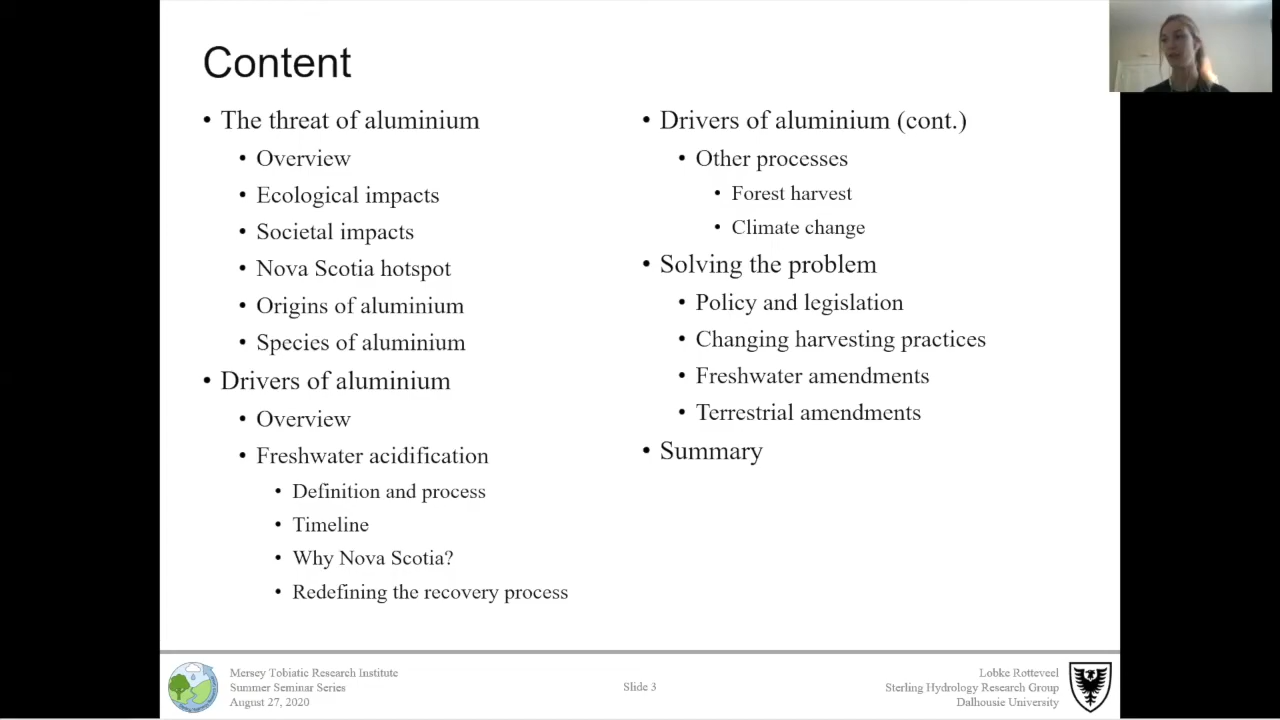 Content
• The threat of aluminium
• Overview
• Ecological impacts
• Societal impacts
• Nova Scotia hotspot
• Origins of aluminium
• Species of aluminium
• Drivers of aluminium
• Overview
• Freshwater acidification
• Definition and process
• Timeline
• Why Nova Scotia?
• Redefining the recovery process
• Drivers of aluminium (cont.)
• Other processes
• Forest harvest
• Climate change
• Solving the problem
• Policy and legislation
• Changing harvesting practices
• Freshwater amendments
• Terrestrial amendments
• Summary
Mersey Tobiatic Research Institute
Summer Seminar Series
August 27, 2020
Slide 3
Lobke Rotteveel
Sterling Hydrology Research Group
Dalhousie University